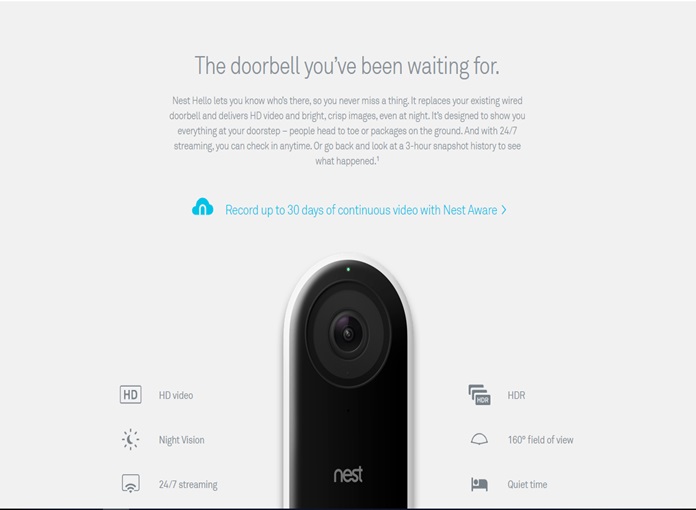 The doorbell you've been waiting for.
Nest Hello lets you know who's there, so you never miss a thing. It replaces your existing wired
doorbell and delivers HD video and bright, crisp images, even at night. It's designed to show you
everything at your doorstep – people head to toe or packages on the ground. And with 24/7
streaming, you can check in anytime. Or go back and look at a 3-hour snapshot history to see
what happened.¹
Record up to 30 days of continuous video with Nest Aware >
HD HD video
HDR HDR
Night Vision
160° field of view
nest
24/7 streaming
Quiet time